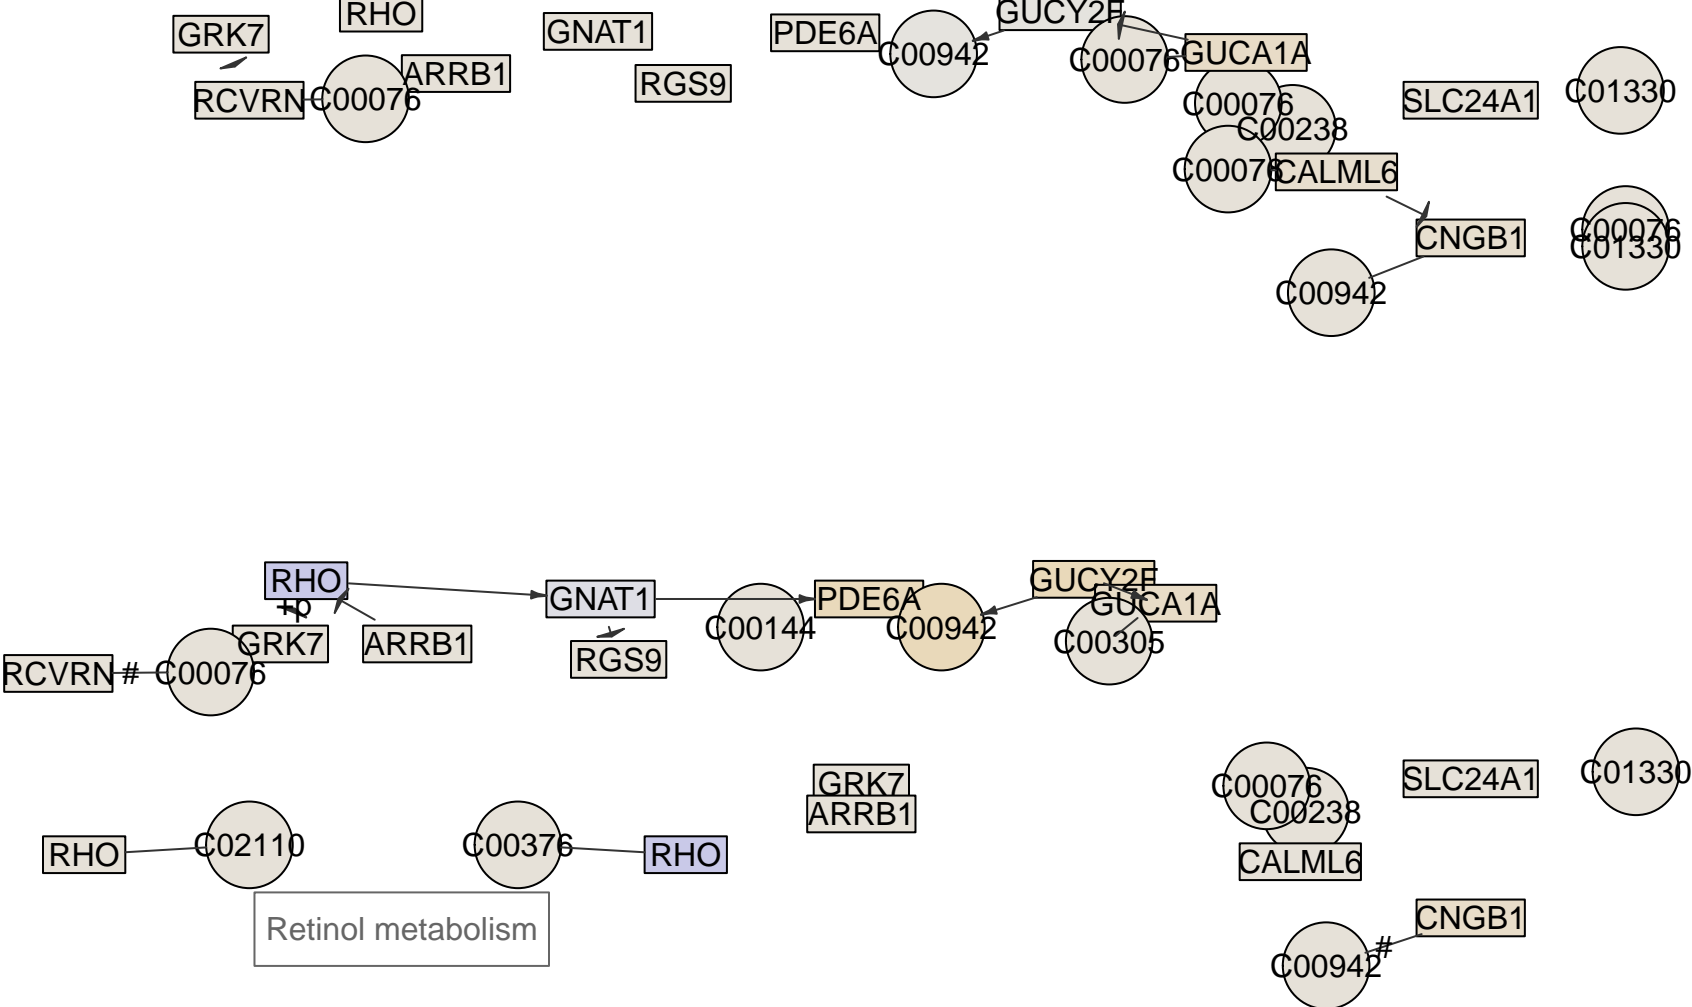 RHO
GUCY2F
GRK7
GNAT1
PDE6A
C00942
C00076
GUCA1A
ARRB1
RGS9
RCVRN
C00076
C00076
C00238
SLC24A1
C01330
C00076
CALML6
CNGB1
C00076
C01330
C00942
RHO
+p
GNAT1
PDE6A
GUCY2F
GUCA1A
GRK7
ARRB1
RGS9
C00144
C00942
C00305
RCVRN
#
C00076
GRK7
ARRB1
C00076
C00238
SLC24A1
C01330
RHO
C02110
C00376
RHO
CALML6
Retinol metabolism
CNGB1
#
C00942